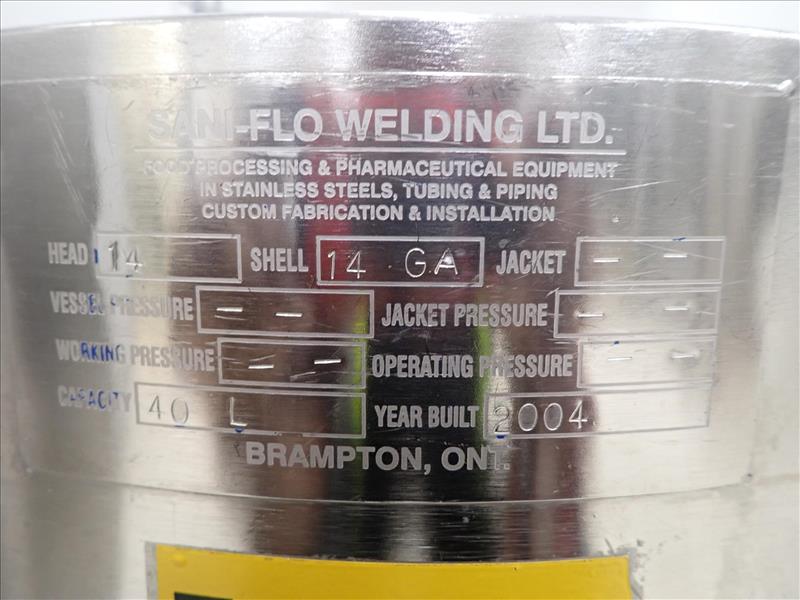 SANI-FLO WELDING LTD.
FOOD PROCESSING & PHARMACEUTICAL EQUIPMENT
IN STAINLESS STEELS, TUBING & PIPING
CUSTOM FABRICATION & INSTALLATION
HEAD 14 SHELL 14 GA JACKET - -
VESSEL PRESSURE - - JACKET PRESSURE - -
WORKING PRESSURE - - OPERATING PRESSURE - -
CAPACITY 40 L YEAR BUILT 2004
BRAMPTON, ONT.